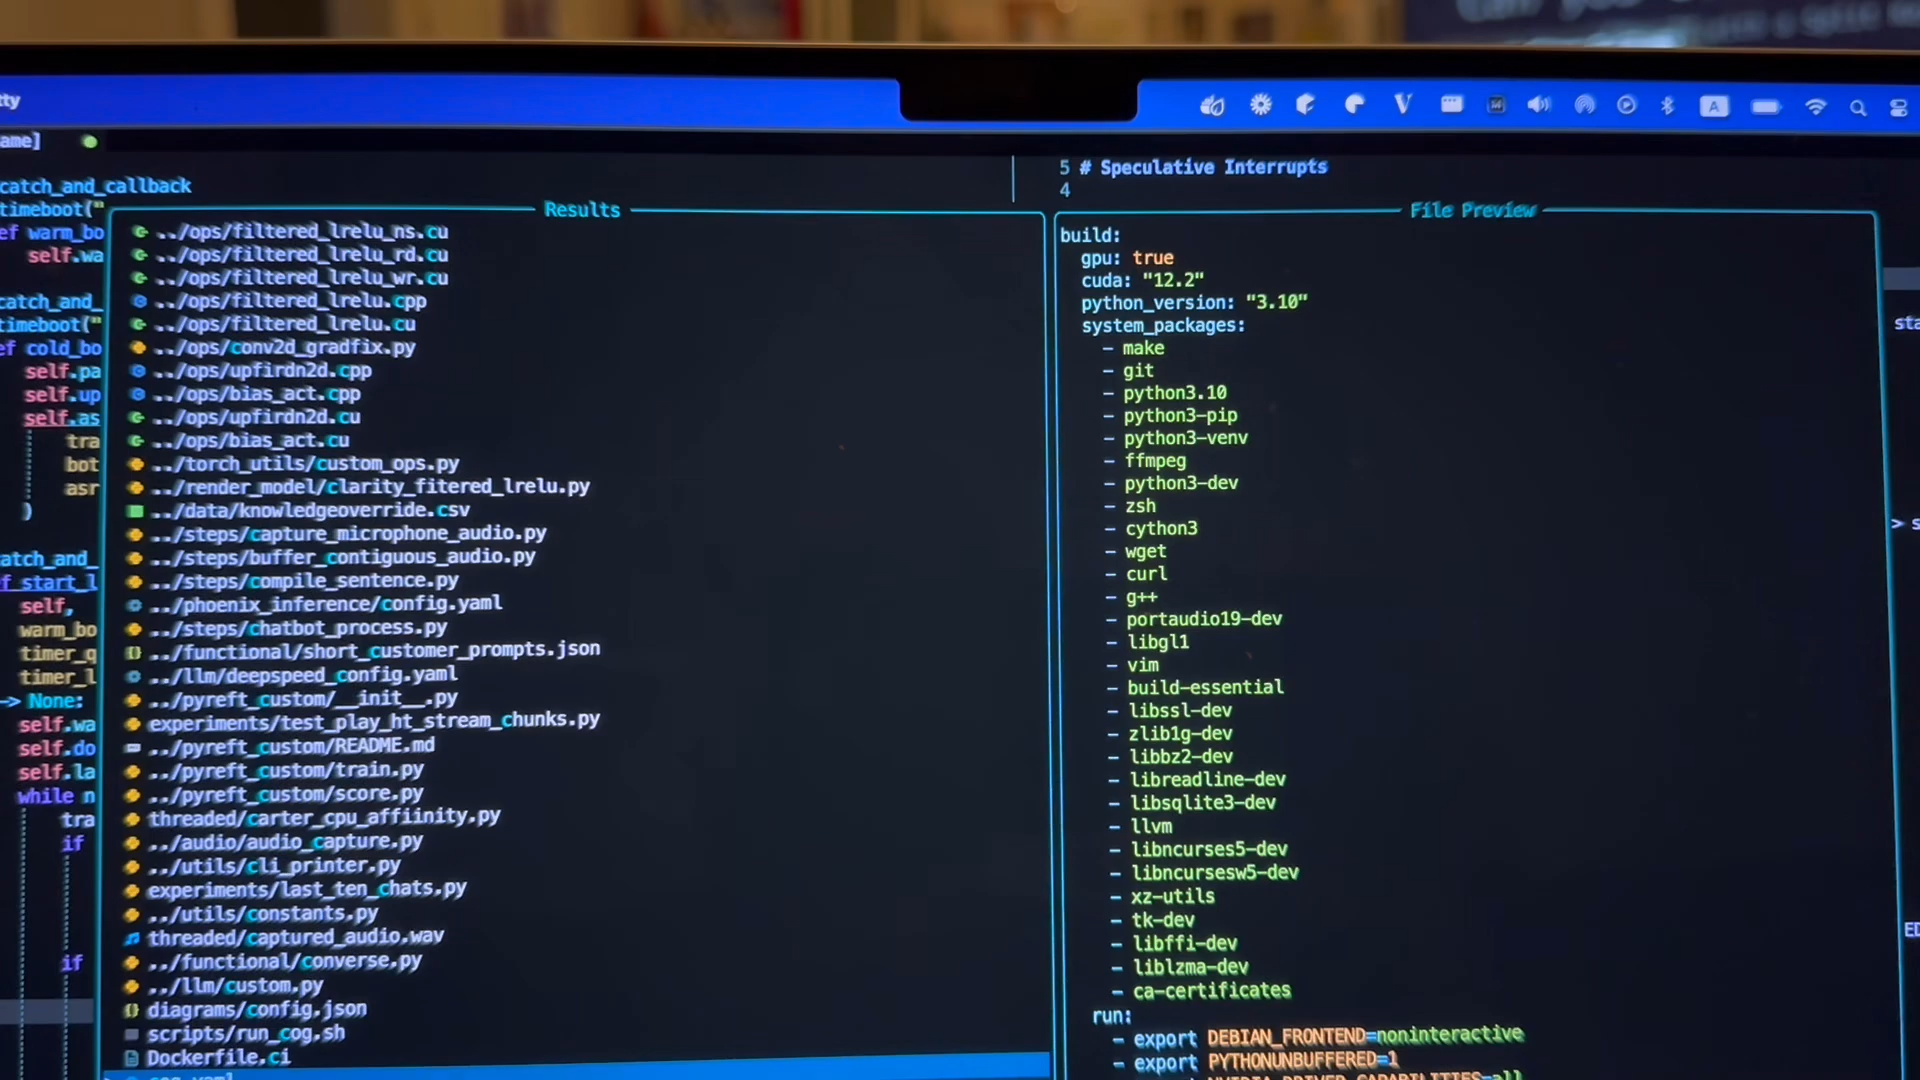 tty
V
A
ame]
5 # Speculative Interrupts
4
catch_and_callback
timeboot("
ef warm_bo
self.wa
catch_and_
timeboot("
ef cold_bo
self.pa
self.up
self.as
tra
bot
asr
)
atch_and_
f start_l
self,
warm_bo
timer_q
timer_l
-> None:
self.wa
self.do
self.la
while n
tra
if
if
Results
../ops/filtered_lrelu_ns.cu
../ops/filtered_lrelu_rd.cu
../ops/filtered_lrelu_wr.cu
../ops/filtered_lrelu.cpp
../ops/filtered_lrelu.cu
../ops/conv2d_gradfix.py
../ops/upfirdn2d.cpp
../ops/bias_act.cpp
../ops/upfirdn2d.cu
../ops/bias_act.cu
../torch_utils/custom_ops.py
../render_model/clarity_fitered_lrelu.py
../data/knowledgeoverride.csv
../steps/capture_microphone_audio.py
../steps/buffer_contiguous_audio.py
../steps/compile_sentence.py
../phoenix_inference/config.yaml
../steps/chatbot_process.py
../functional/short_customer_prompts.json
../llm/deepspeed_config.yaml
../pyreft_custom/__init__.py
experiments/test_play_ht_stream_chunks.py
../pyreft_custom/README.md
../pyreft_custom/train.py
../pyreft_custom/score.py
threaded/carter_cpu_affiinity.py
../audio/audio_capture.py
../utils/cli_printer.py
experiments/last_ten_chats.py
../utils/constants.py
threaded/captured_audio.wav
../functional/converse.py
../llm/custom.py
diagrams/config.json
scripts/run_cog.sh
Dockerfile.ci
File Preview
build:
gpu: true
cuda: "12.2"
python_version: "3.10"
system_packages:
- make
- git
- python3.10
- python3-pip
- python3-venv
- ffmpeg
- python3-dev
- zsh
- cython3
- wget
- curl
- g++
- portaudio19-dev
- libgl1
- vim
- build-essential
- libssl-dev
- zlib1g-dev
- libbz2-dev
- libreadline-dev
- libsqlite3-dev
- llvm
- libncurses5-dev
- libncursesw5-dev
- xz-utils
- tk-dev
- libffi-dev
- liblzma-dev
- ca-certificates
run:
- export DEBIAN_FRONTEND=noninteractive
- export PYTHONUNBUFFERED=1
sta
> s
ED